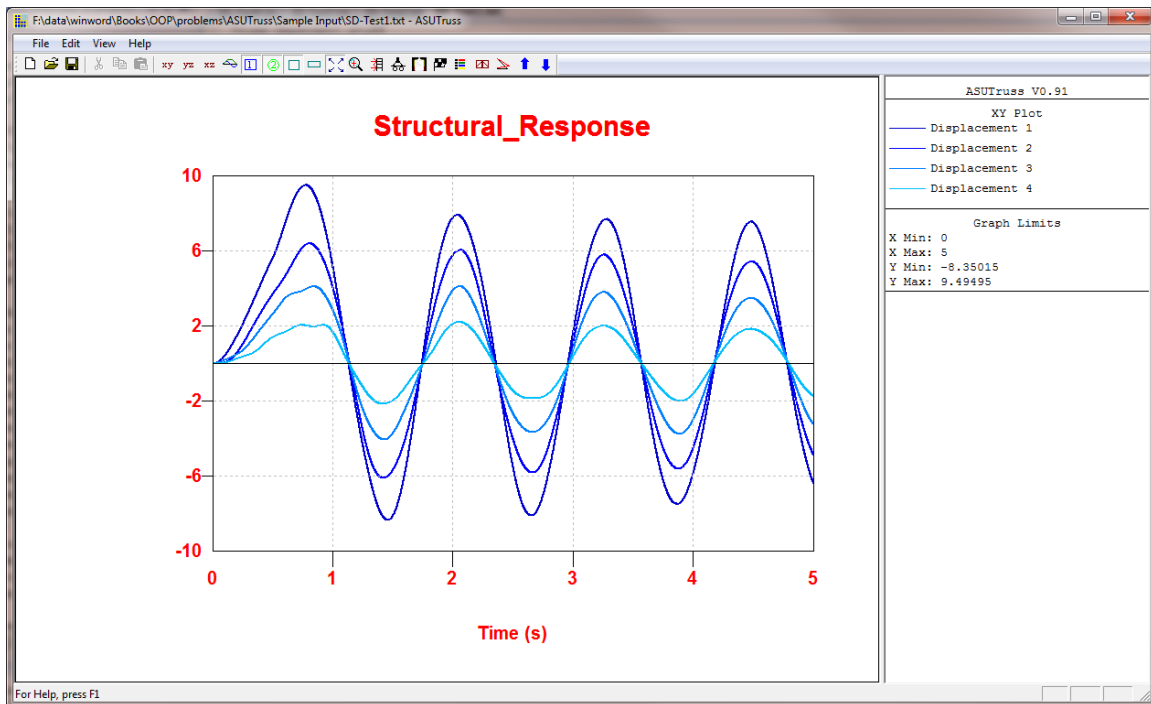 F:\data\winword\Books\OOP\problems\ASUTruss\Sample Input\SD-Test1.txt - ASUTruss
File Edit View Help
xy yz xz 1 2
Structural_Response
10
6
2
-2
-6
-10
0 1 2 3 4 5
Time (s)
ASUTruss V0.91
XY Plot
Displacement 1
Displacement 2
Displacement 3
Displacement 4
Graph Limits
X Min: 0
X Max: 5
Y Min: -8.35015
Y Max: 9.49495
For Help, press F1